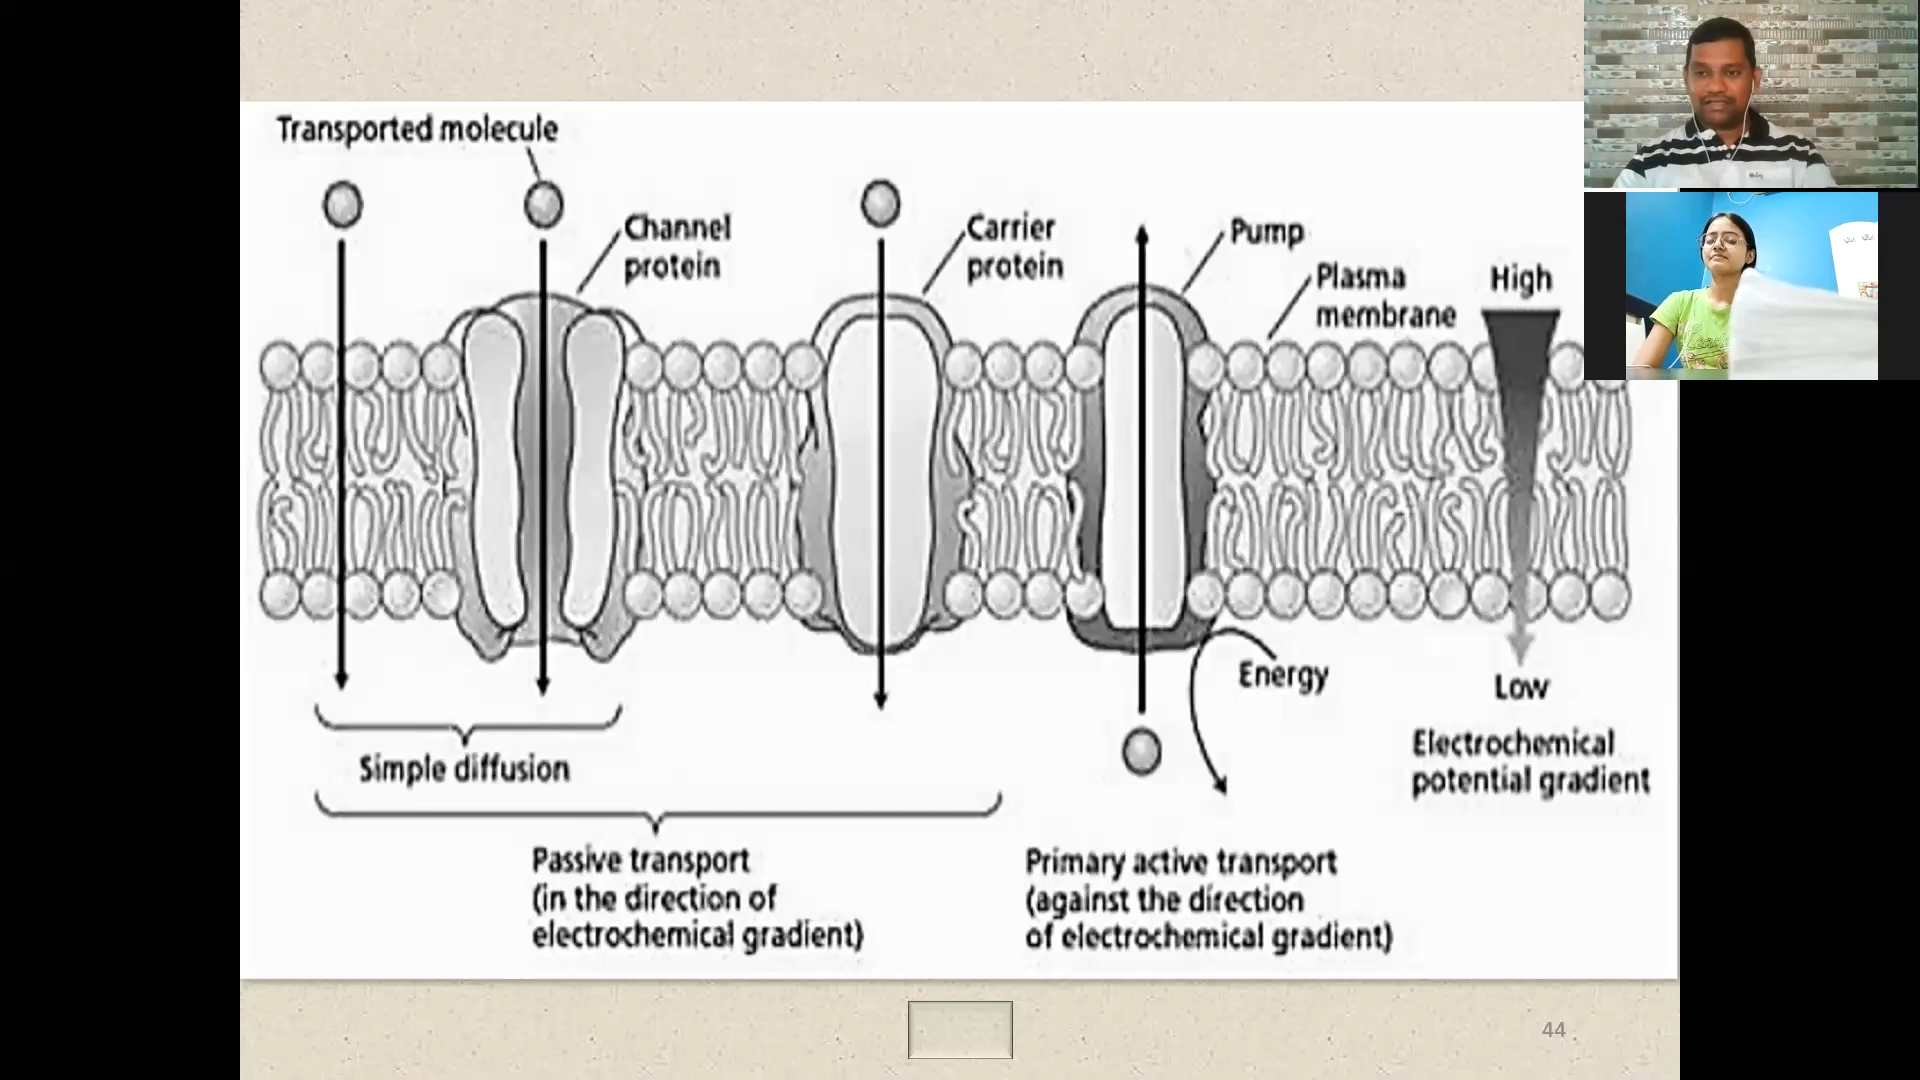 Transported molecule
Channel
protein
Carrier
protein
Pump
Plasma
membrane
High
Energy
Low
Electrochemical
potential gradient
Simple diffusion
Passive transport
(in the direction of
electrochemical gradient)
Primary active transport
(against the direction
of electrochemical gradient)
44